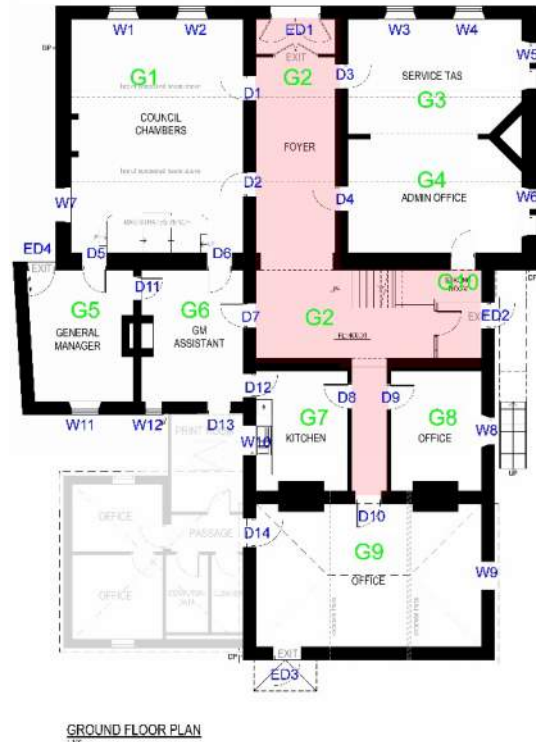 W1
W2
ED1
W3
W4
EXIT
G1
G2
D3
SERVICE TAS
W5
D1
G3
COUNCIL
CHAMBERS
FOYER
D2
G4
D4
ADMIN OFFICE
W6
W7
ED4
D5
D6
EXIT
D11
G10
G5
G6
D7
G2
ED2
GENERAL
MANAGER
GM
ASSISTANT
D12
D8
D9
G7
G8
W11
W12
D13
W10
KITCHEN
OFFICE
W8
UP
PRINT ROOM
D10
OFFICE
PASSAGE
D14
G9
OFFICE
W9
OFFICE
EXIT
ED3
GROUND FLOOR PLAN